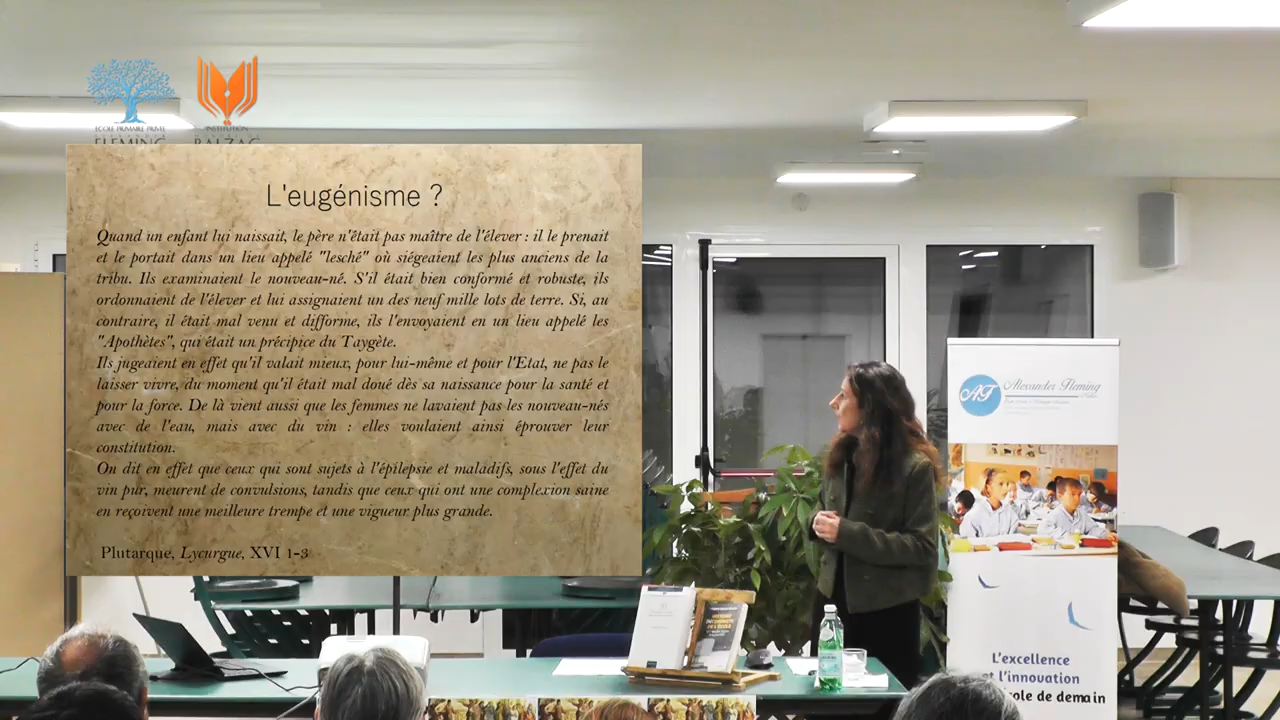 ECOLE PRIMAIRE PRIVÉE
FLEMING
INSTITUTION
BALZAC
L'eugénisme ?
Quand un enfant lui naissait, le père n'était pas maître de l'élever : il le prenait
et le portait dans un lieu appelé "lesché" où siégeaient les plus anciens de la
tribu. Ils examinaient le nouveau-né. S'il était bien conformé et robuste, ils
ordonnaient de l'élever et lui assignaient un des neuf mille lots de terre. Si, au
contraire, il était mal venu et difforme, ils l'envoyaient en un lieu appelé les
"Apothètes", qui était un précipice du Taygète.
Ils jugeaient en effet qu'il valait mieux, pour lui-même et pour l'Etat, ne pas le
laisser vivre, du moment qu'il était mal doué dès sa naissance pour la santé et
pour la force. De là vient aussi que les femmes ne lavaient pas les nouveau-nés
avec de l'eau, mais avec du vin : elles voulaient ainsi éprouver leur
constitution.
On dit en effet que ceux qui sont sujets à l'épilepsie et maladifs, sous l'effet du
vin pur, meurent de convulsions, tandis que ceux qui ont une complexion saine
en reçoivent une meilleure trempe et une vigueur plus grande.
Plutarque, Lycurgue, XVI 1-3
AF
Alexander Fleming
L'excellence
et l'innovation
école de demain